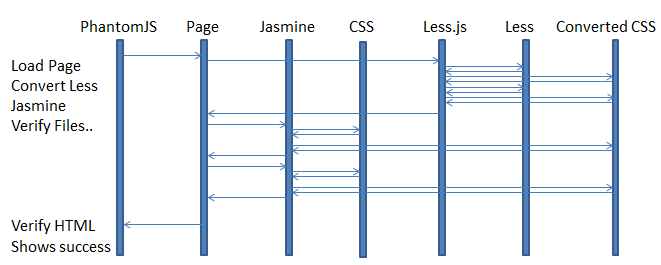 PhantomJS Page Jasmine CSS Less.js Less Converted CSS
Load Page
Convert Less
Jasmine
Verify Files..
Verify HTML
Shows success